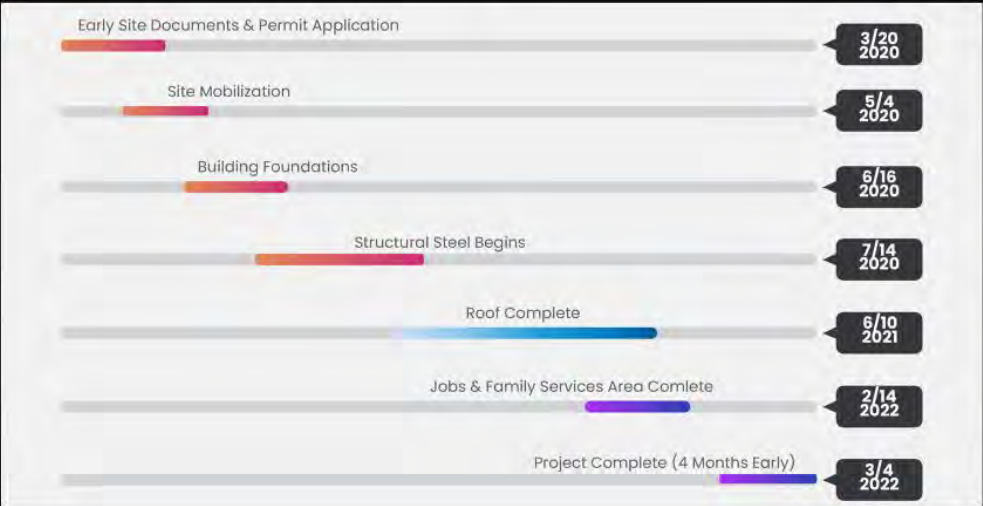 Early Site Documents & Permit Application
3/20
2020
Site Mobilization
5/4
2020
Building Foundations
6/16
2020
Structural Steel Begins
7/14
2020
Roof Complete
6/10
2021
Jobs & Family Services Area Comlete
2/14
2022
Project Complete (4 Months Early)
3/4
2022